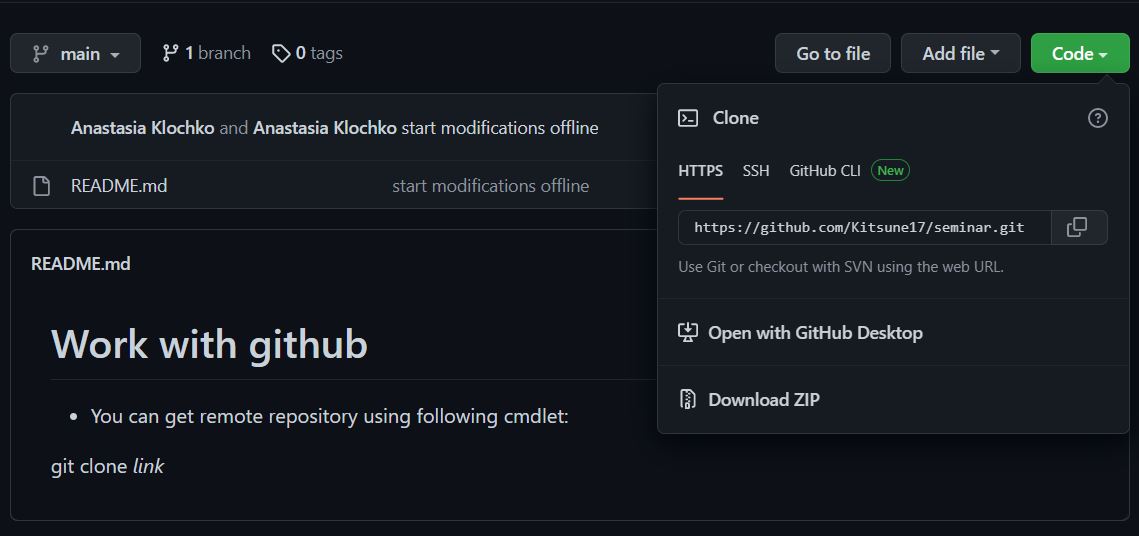 main 1 branch 0 tags Go to file Add file Code
Anastasia Klochko and Anastasia Klochko start modifications offline
README.md start modifications offline
Clone
HTTPS SSH GitHub CLI New
https://github.com/Kitsune17/seminar.git
Use Git or checkout with SVN using the web URL.
Open with GitHub Desktop
Download ZIP
README.md
Work with github
• You can get remote repository using following cmdlet:
git clone link